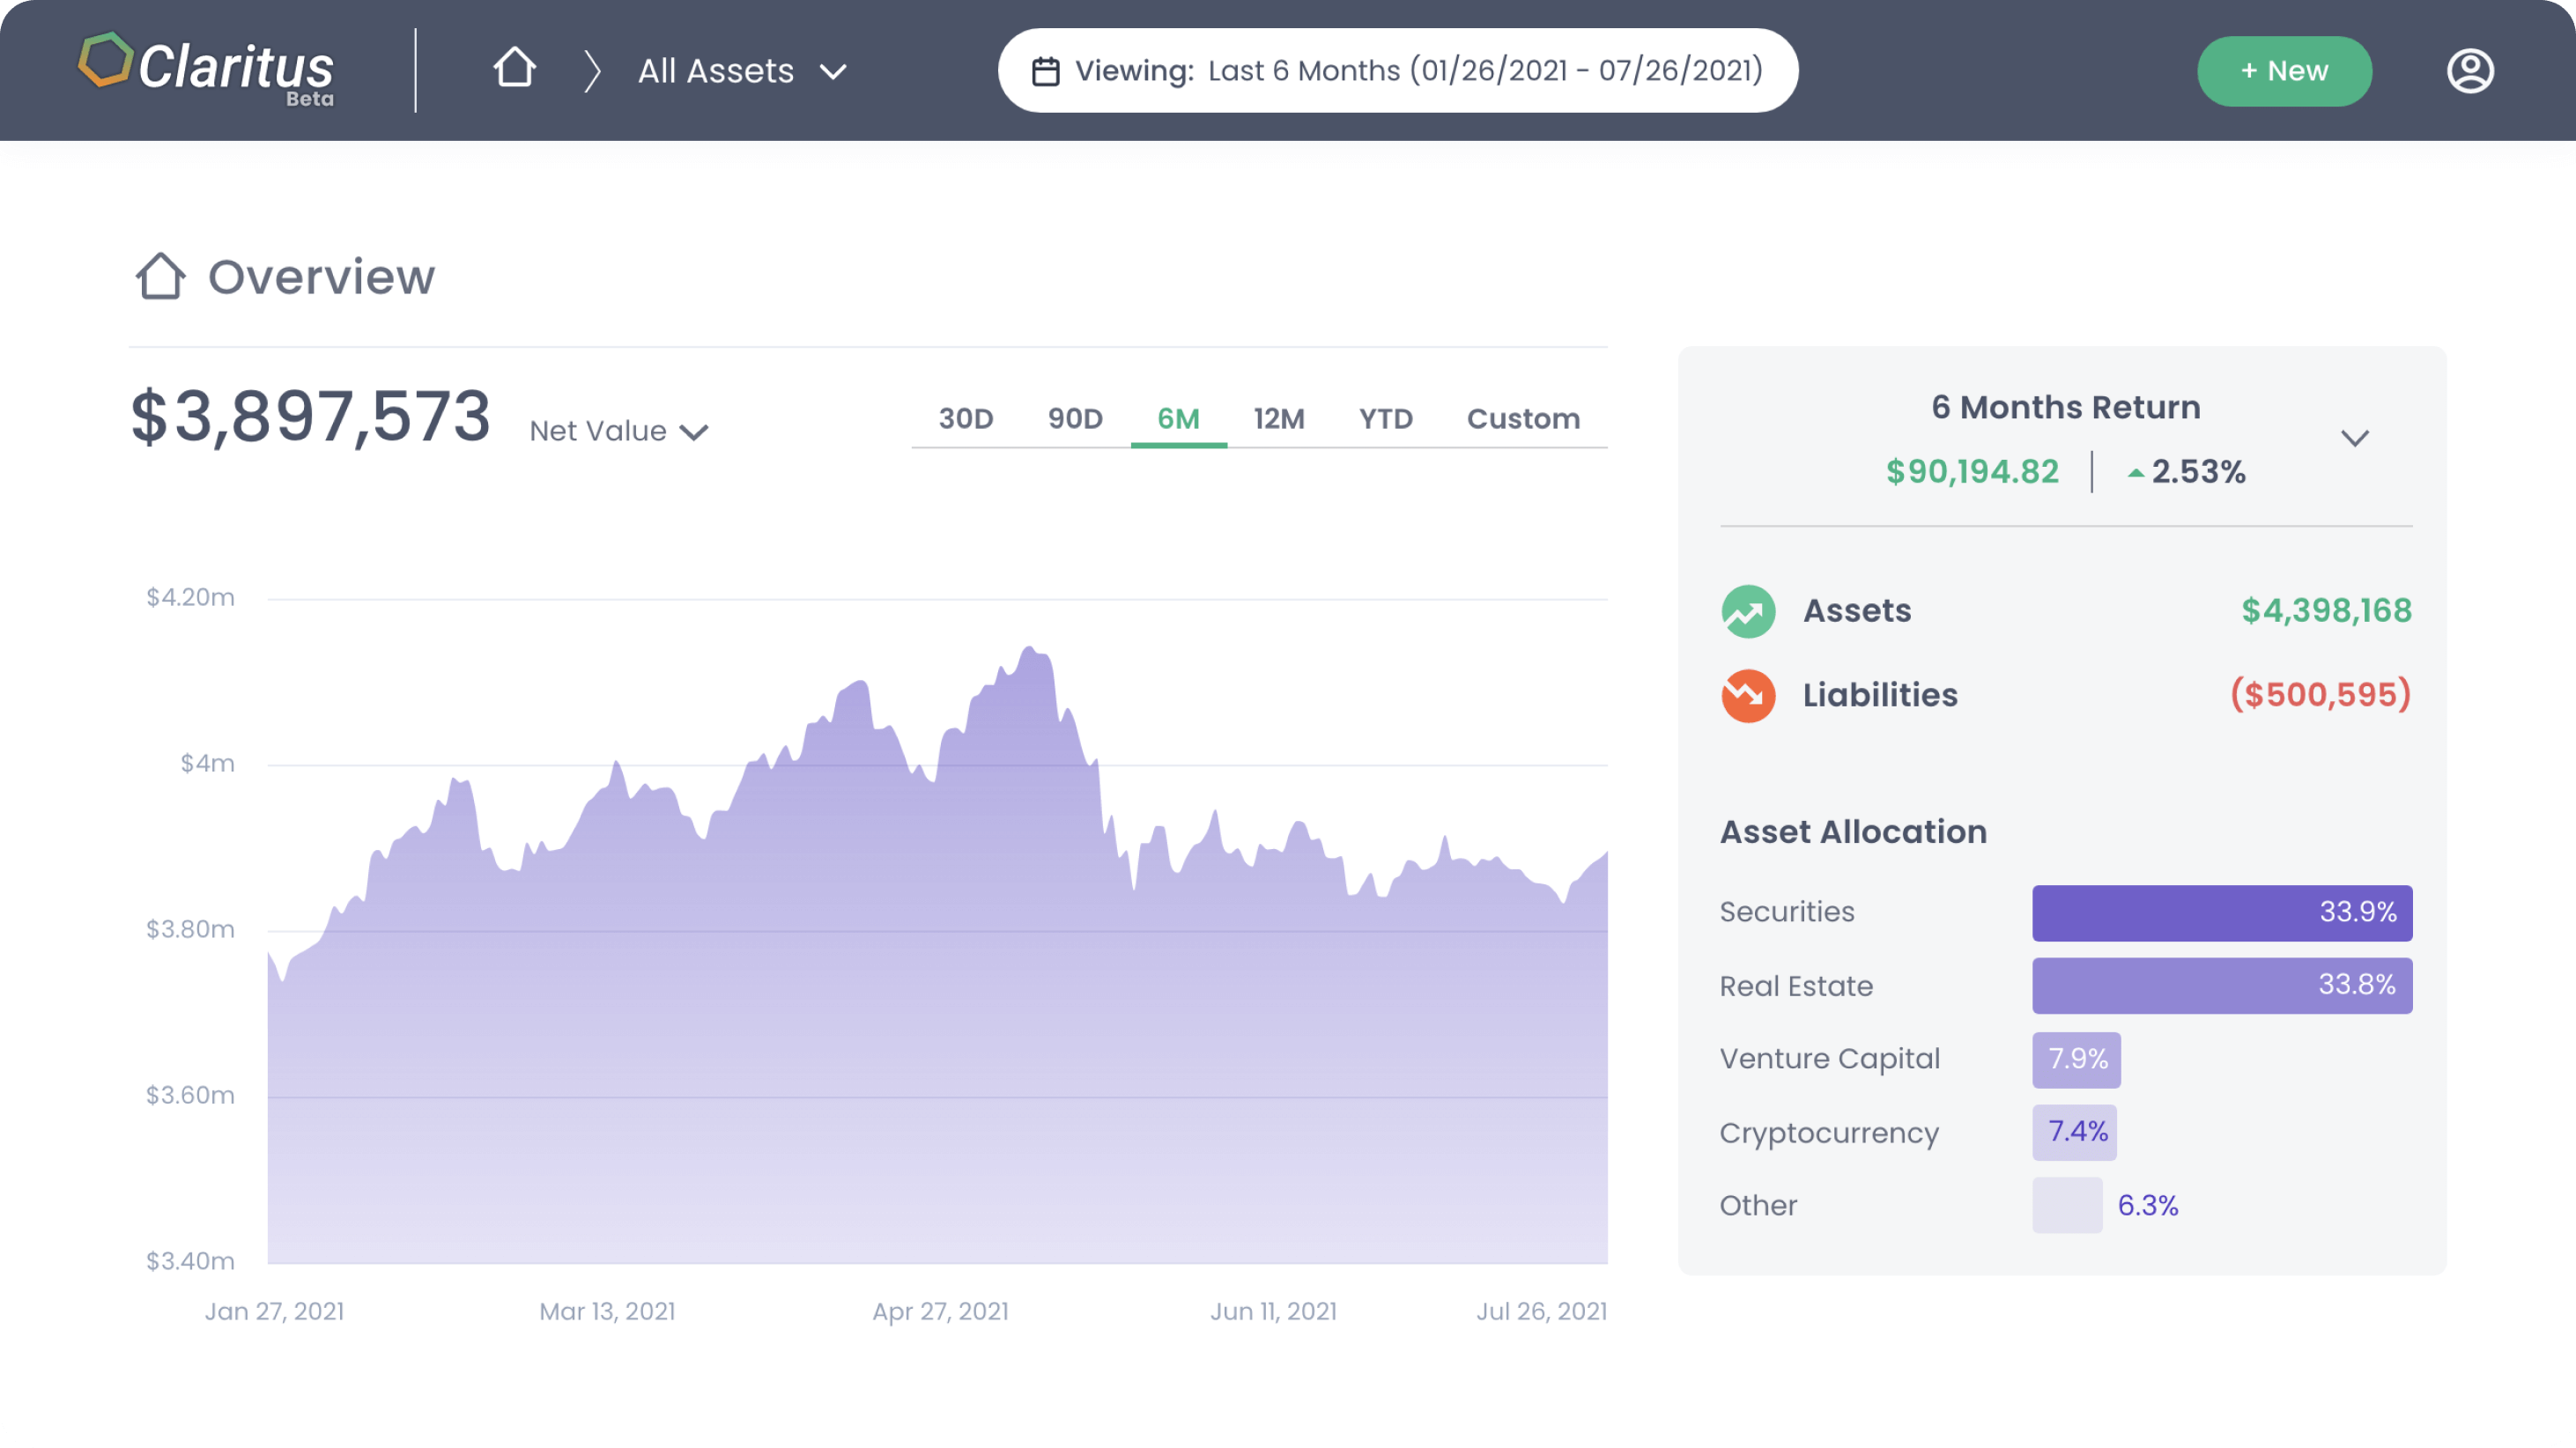 Claritus
Beta
All Assets
Viewing: Last 6 Months (01/26/2021 - 07/26/2021)
+ New
Overview
$3,897,573 Net Value
30D 90D 6M 12M YTD Custom
$4.20m
$4m
$3.80m
$3.60m
$3.40m
Jan 27, 2021 Mar 13, 2021 Apr 27, 2021 Jun 11, 2021 Jul 26, 2021
6 Months Return
$90,194.82 2.53%
Assets $4,398,168
Liabilities ($500,595)
Asset Allocation
Securities 33.9%
Real Estate 33.8%
Venture Capital 7.9%
Cryptocurrency 7.4%
Other 6.3%